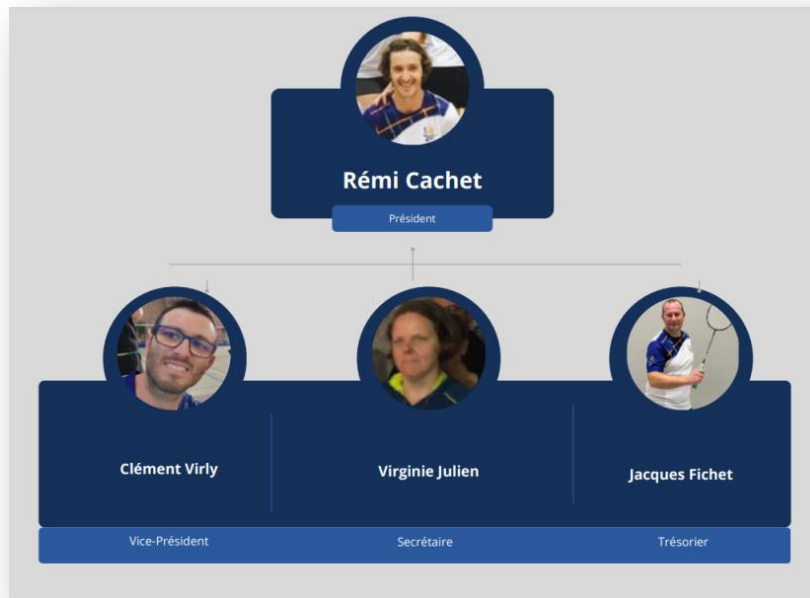 Rémi Cachet
Président
Clément Virly
Virginie Julien
Jacques Fichet
Vice-Président
Secrétaire
Trésorier